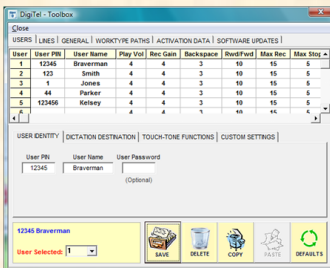 DigiTel - Toolbox
Close
USERS LINES GENERAL WORKTYPE PATHS ACTIVATION DATA SOFTWARE UPDATES
User User PIN User Name Play Vol Rec Gain Backspace Rwd/Fwd Max Rec Max Stop
1 12345 Braverman 4 4 3 10 15 5
2 123 Smith 4 4 3 10 15 5
3 1 Jones 4 4 3 10 15 5
4 44 Parker 4 4 3 10 15 5
5 123456 Kelsey 4 4 3 10 15 5
USER IDENTITY DICTATION DESTINATION TOUCH-TONE FUNCTIONS CUSTOM SETTINGS
User PIN User Name User Password
12345 Braverman
(Optional)
12345 Braverman
User Selected: 1
SAVE DELETE COPY PASTE DEFAULTS